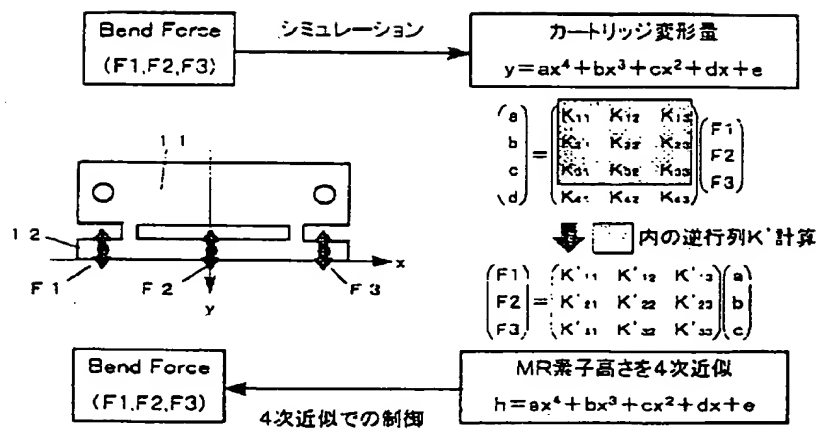 Bend Force
(F1,F2,F3)
シミュレーション
カートリッジ変形量
y=ax⁴+bx³+cx²+dx+e
a K₁₁ K₁₂ K₁₃ F1
b = K₂₁ K₂₂ K₂₃ F2
c K₃₁ K₃₂ K₃₃ F3
d K₄₁ K₄₂ K₄₃
11
12
F1
F2
F3
x
y
内の逆行列K'計算
F1 K'₁₁ K'₁₂ K'₁₃ a
F2 = K'₂₁ K'₂₂ K'₂₃ b
F3 K'₃₁ K'₃₂ K'₃₃ c
Bend Force
(F1,F2,F3)
4次近似での制御
MR素子高さを4次近似
h=ax⁴+bx³+cx²+dx+e